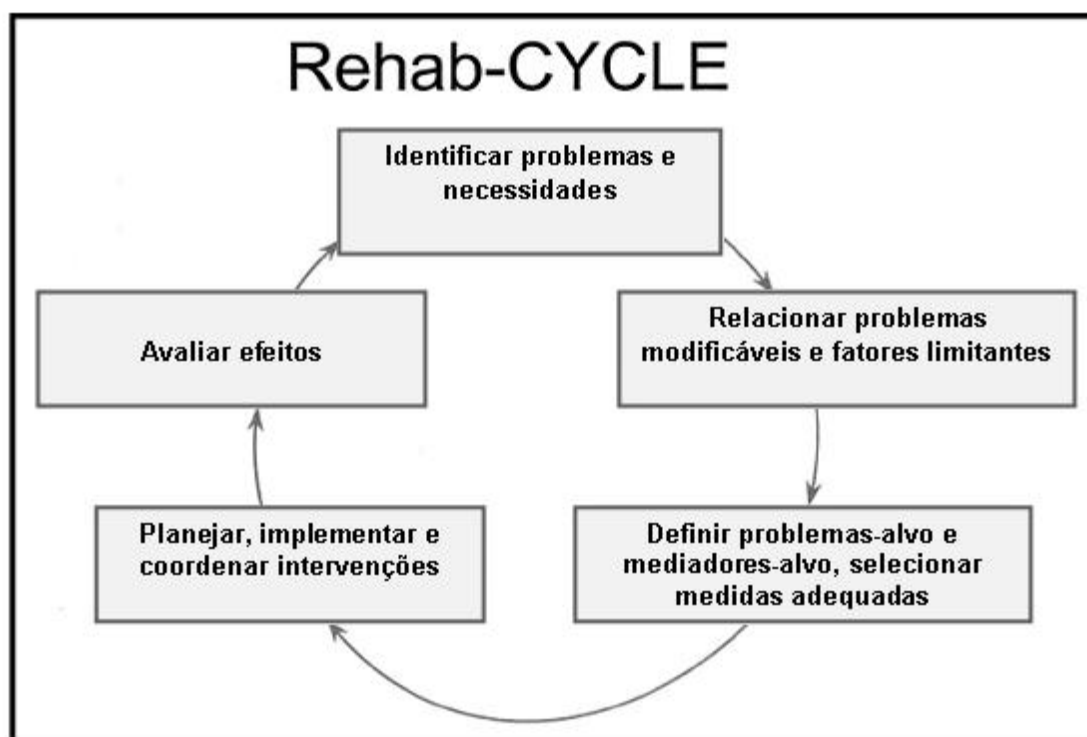 Rehab-CYCLE
Identificar problemas e
necessidades
Relacionar problemas
modificáveis e fatores limitantes
Definir problemas-alvo e
mediadores-alvo, selecionar
medidas adequadas
Planejar, implementar e
coordenar intervenções
Avaliar efeitos